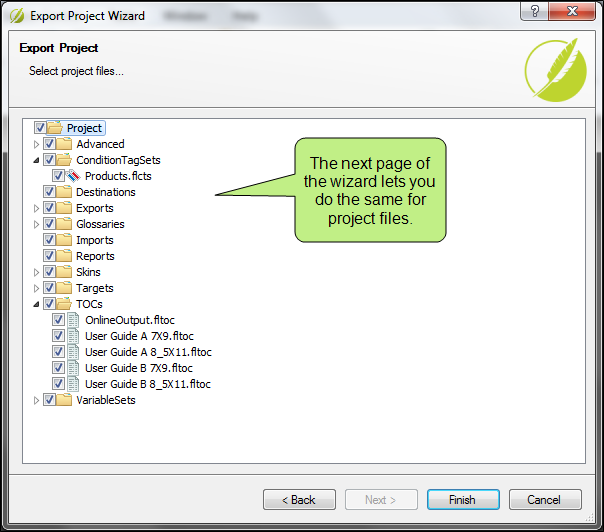 Export Project Wizard
Window Help
Export Project
Select project files...
Project
Advanced
ConditionTagSets
Products.flcts
Destinations
Exports
Glossaries
Imports
Reports
Skins
Targets
TOCs
OnlineOutput.fltoc
User Guide A 7X9.fltoc
User Guide A 8_5X11.fltoc
User Guide B 7X9.fltoc
User Guide B 8_5X11.fltoc
VariableSets
The next page of
the wizard lets you
do the same for
project files.
< Back
Next >
Finish
Cancel